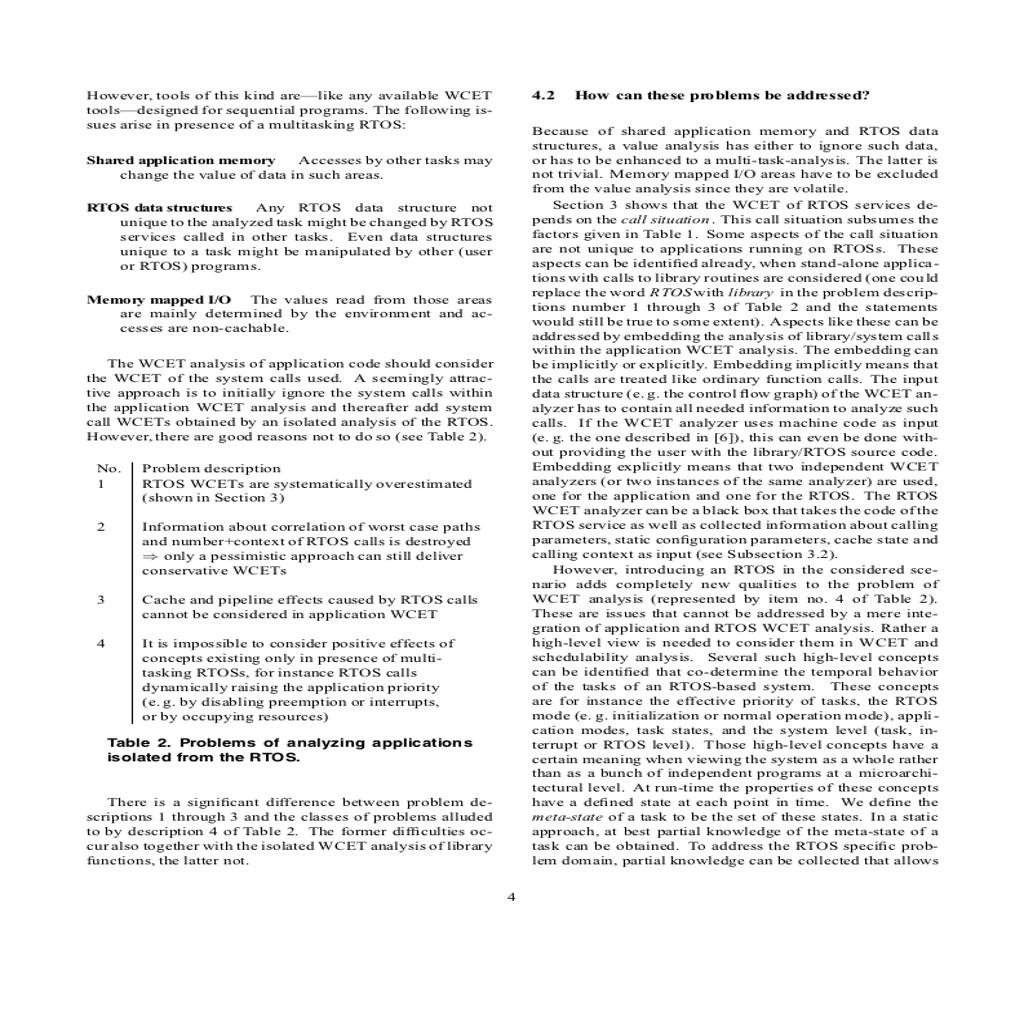 However, tools of this kind are—like any available WCET
tools—designed for sequential programs. The following is-
sues arise in presence of a multitasking RTOS:
Shared application memory Accesses by other tasks may
change the value of data in such areas.
RTOS data structures Any RTOS data structure not
unique to the analyzed task might be changed by RTOS
services called in other tasks. Even data structures
unique to a task might be manipulated by other (user
or RTOS) programs.
Memory mapped I/O The values read from those areas
are mainly determined by the environment and ac-
cesses are non-cachable.
The WCET analysis of application code should consider
the WCET of the system calls used. A seemingly attrac-
tive approach is to initially ignore the system calls within
the application WCET analysis and thereafter add system
call WCETs obtained by an isolated analysis of the RTOS.
However, there are good reasons not to do so (see Table 2).
No. Problem description
1 RTOS WCETs are systematically overestimated
(shown in Section 3)
2 Information about correlation of worst case paths
and number+context of RTOS calls is destroyed
⇒ only a pessimistic approach can still deliver
conservative WCETs
3 Cache and pipeline effects caused by RTOS calls
cannot be considered in application WCET
4 It is impossible to consider positive effects of
concepts existing only in presence of multi-
tasking RTOSs, for instance RTOS calls
dynamically raising the application priority
(e. g. by disabling preemption or interrupts,
or by occupying resources)
Table 2. Problems of analyzing applications
isolated from the RTOS.
There is a significant difference between problem de-
scriptions 1 through 3 and the classes of problems alluded
to by description 4 of Table 2. The former difficulties oc-
cur also together with the isolated WCET analysis of library
functions, the latter not.
4.2 How can these problems be addressed?
Because of shared application memory and RTOS data
structures, a value analysis has either to ignore such data,
or has to be enhanced to a multi-task-analysis. The latter is
not trivial. Memory mapped I/O areas have to be excluded
from the value analysis since they are volatile.
Section 3 shows that the WCET of RTOS services de-
pends on the call situation. This call situation subsumes the
factors given in Table 1. Some aspects of the call situation
are not unique to applications running on RTOSs. These
aspects can be identified already, when stand-alone applica-
tions with calls to library routines are considered (one could
replace the word RTOS with library in the problem descrip-
tions number 1 through 3 of Table 2 and the statements
would still be true to some extent). Aspects like these can be
addressed by embedding the analysis of library/system calls
within the application WCET analysis. The embedding can
be implicitly or explicitly. Embedding implicitly means that
the calls are treated like ordinary function calls. The input
data structure (e. g. the control flow graph) of the WCET an-
alyzer has to contain all needed information to analyze such
calls. If the WCET analyzer uses machine code as input
(e. g. the one described in [6]), this can even be done with-
out providing the user with the library/RTOS source code.
Embedding explicitly means that two independent WCET
analyzers (or two instances of the same analyzer) are used,
one for the application and one for the RTOS. The RTOS
WCET analyzer can be a black box that takes the code of the
RTOS service as well as collected information about calling
parameters, static configuration parameters, cache state and
calling context as input (see Subsection 3.2).
However, introducing an RTOS in the considered sce-
nario adds completely new qualities to the problem of
WCET analysis (represented by item no. 4 of Table 2).
These are issues that cannot be addressed by a mere inte-
gration of application and RTOS WCET analysis. Rather a
high-level view is needed to consider them in WCET and
schedulability analysis. Several such high-level concepts
can be identified that co-determine the temporal behavior
of the tasks of an RTOS-based system. These concepts
are for instance the effective priority of tasks, the RTOS
mode (e. g. initialization or normal operation mode), appli-
cation modes, task states, and the system level (task, in-
terrupt or RTOS level). Those high-level concepts have a
certain meaning when viewing the system as a whole rather
than as a bunch of independent programs at a microarchi-
tectural level. At run-time the properties of these concepts
have a defined state at each point in time. We define the
meta-state of a task to be the set of these states. In a static
approach, at best partial knowledge of the meta-state of a
task can be obtained. To address the RTOS specific prob-
lem domain, partial knowledge can be collected that allows
4